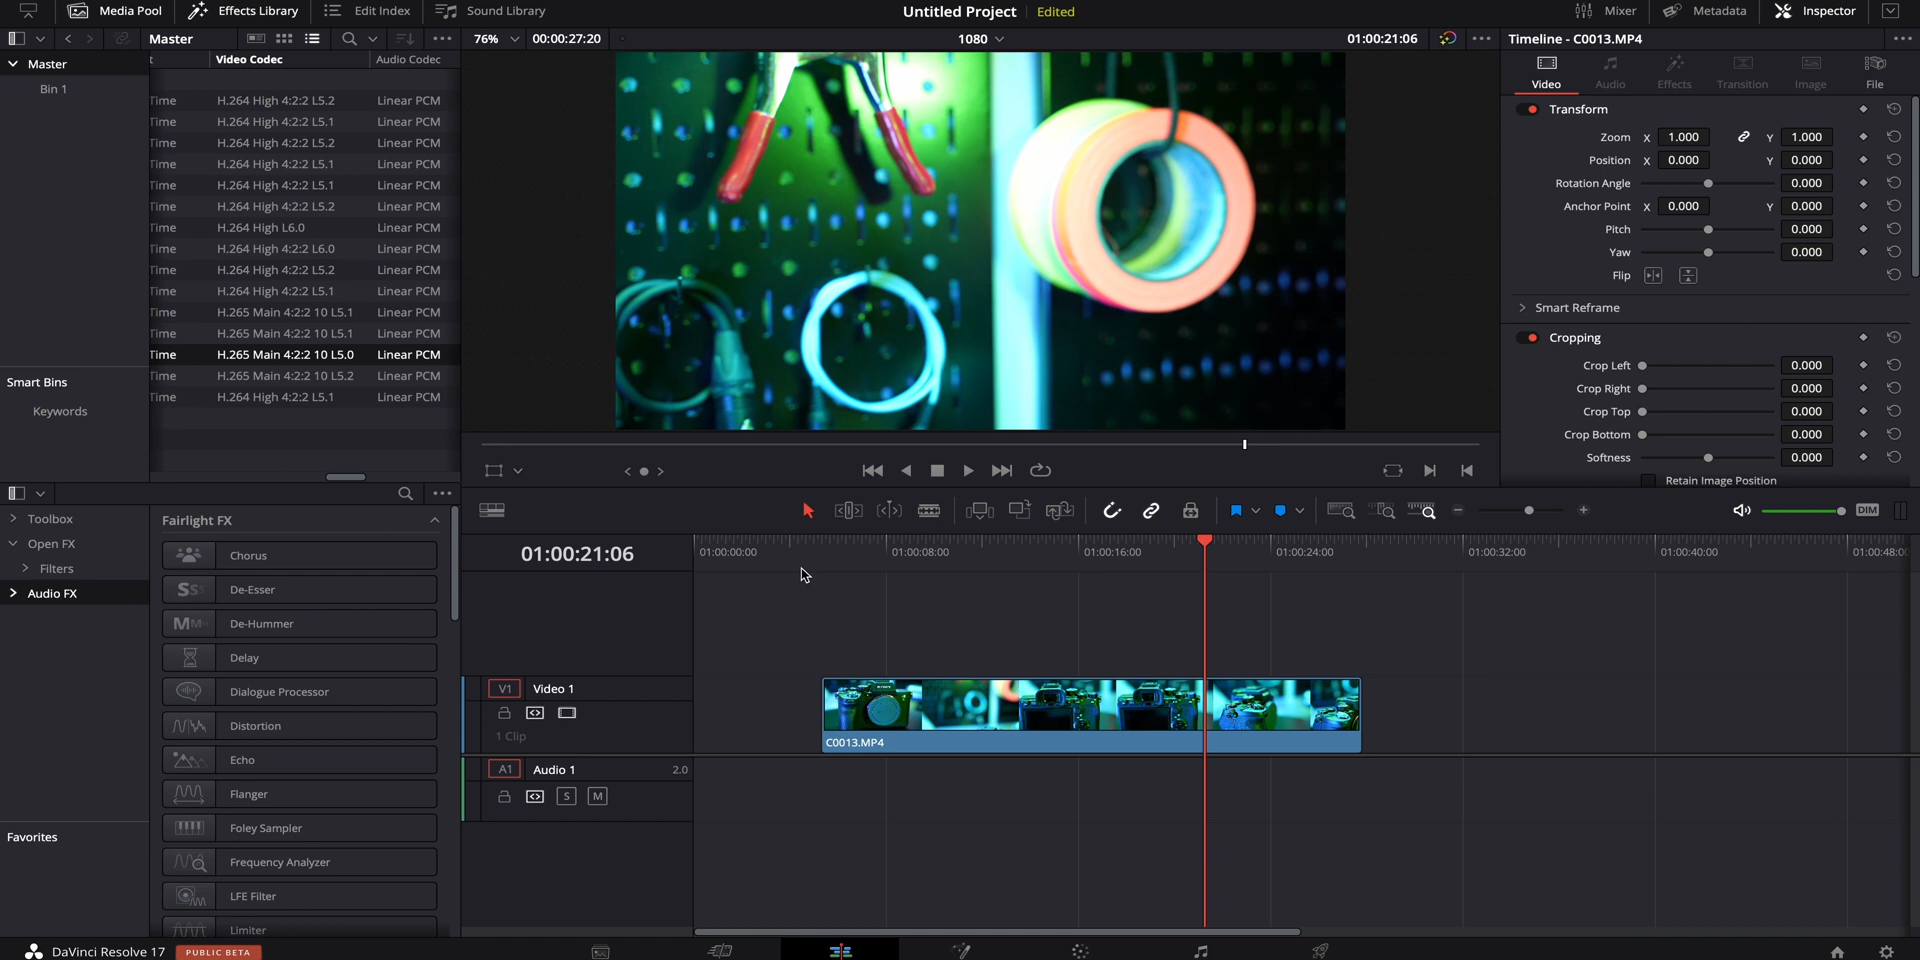 Media Pool
Effects Library
Edit Index
Sound Library
Untitled Project
Edited
Mixer
Metadata
Inspector
Master
76%
00:00:27:20
1080
01:00:21:06
Timeline - C0013.MP4
Master
Bin 1
Smart Bins
Keywords
t Video Codec Audio Codec
Time H.264 High 4:2:2 L5.2 Linear PCM
Time H.264 High 4:2:2 L5.1 Linear PCM
Time H.264 High 4:2:2 L5.2 Linear PCM
Time H.264 High 4:2:2 L5.1 Linear PCM
Time H.264 High 4:2:2 L5.1 Linear PCM
Time H.264 High 4:2:2 L5.2 Linear PCM
Time H.264 High L6.0 Linear PCM
Time H.264 High 4:2:2 L6.0 Linear PCM
Time H.264 High 4:2:2 L5.2 Linear PCM
Time H.264 High 4:2:2 L5.1 Linear PCM
Time H.265 Main 4:2:2 10 L5.1 Linear PCM
Time H.265 Main 4:2:2 10 L5.1 Linear PCM
Time H.265 Main 4:2:2 10 L5.0 Linear PCM
Time H.265 Main 4:2:2 10 L5.2 Linear PCM
Time H.264 High 4:2:2 L5.1 Linear PCM
Video Audio Effects Transition Image File
Transform
Zoom X 1.000 Y 1.000
Position X 0.000 Y 0.000
Rotation Angle 0.000
Anchor Point X 0.000 Y 0.000
Pitch 0.000
Yaw 0.000
Flip
Smart Reframe
Cropping
Crop Left 0.000
Crop Right 0.000
Crop Top 0.000
Crop Bottom 0.000
Softness 0.000
Retain Image Position
Toolbox
Open FX
Filters
Audio FX
Favorites
Fairlight FX
Chorus
De-Esser
De-Hummer
Delay
Dialogue Processor
Distortion
Echo
Flanger
Foley Sampler
Frequency Analyzer
LFE Filter
Limiter
DIM
01:00:21:06
01:00:00:00 01:00:08:00 01:00:16:00 01:00:24:00 01:00:32:00 01:00:40:00 01:00:48:00
V1 Video 1
1 Clip
C0013.MP4
A1 Audio 1 2.0
S M
DaVinci Resolve 17
PUBLIC BETA